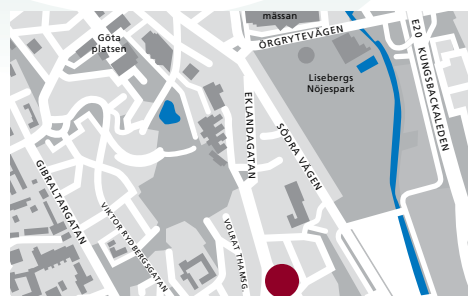 mässan
Göta
platsen
ÖRGRYTEVÄGEN
E20 KUNGSBACKALEDEN
Lisebergs
Nöjespark
EKLANDAGATAN
SÖDRA VÄGEN
GIBRALTARGATAN
VIKTOR RYDBERGSGATAN
VOLRAT THAMSG.